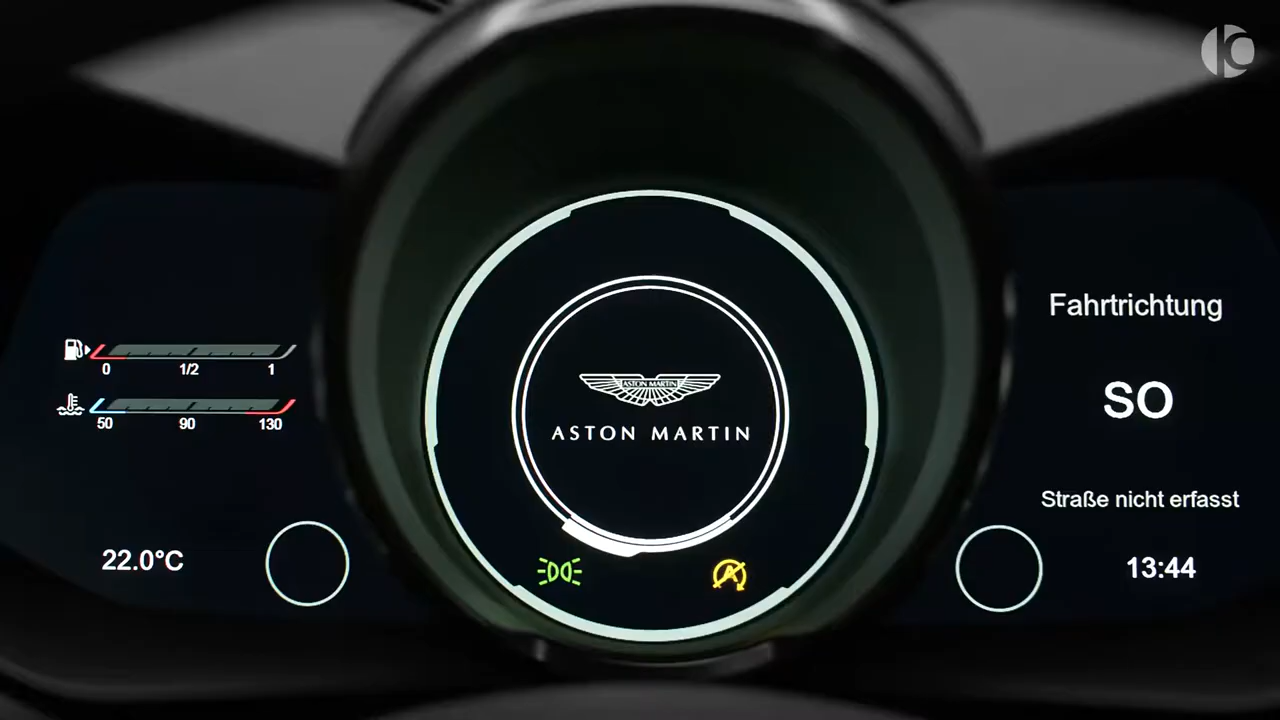 0 1/2 1
50 90 130
22.0°C
ASTON MARTIN
ASTON MARTIN
A
Fahrtrichtung
SO
Straße nicht erfasst
13:44